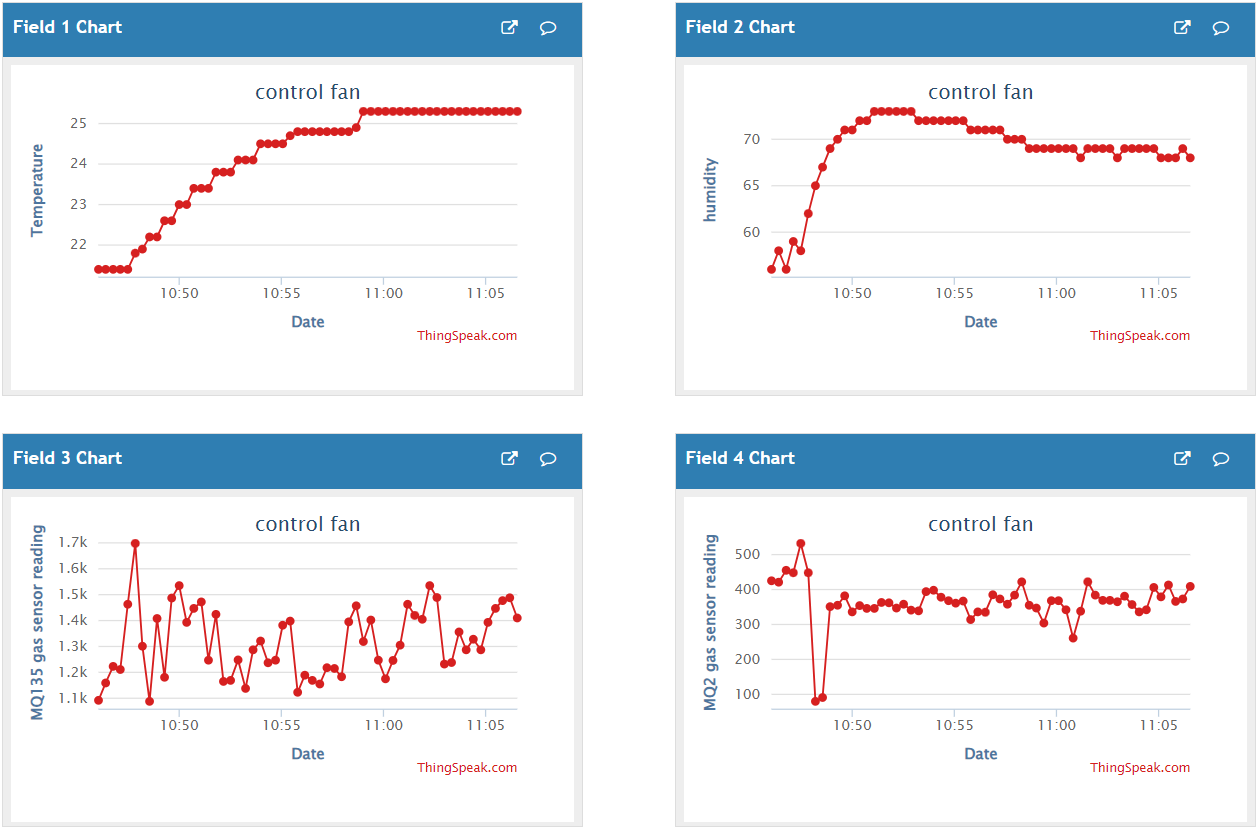 Field 1 Chart
control fan
Temperature
25
24
23
22
10:50 10:55 11:00 11:05
Date
ThingSpeak.com
Field 2 Chart
control fan
humidity
70
65
60
10:50 10:55 11:00 11:05
Date
ThingSpeak.com
Field 3 Chart
control fan
MQ135 gas sensor reading
1.7k
1.6k
1.5k
1.4k
1.3k
1.2k
1.1k
10:50 10:55 11:00 11:05
Date
ThingSpeak.com
Field 4 Chart
control fan
MQ2 gas sensor reading
500
400
300
200
100
10:50 10:55 11:00 11:05
Date
ThingSpeak.com